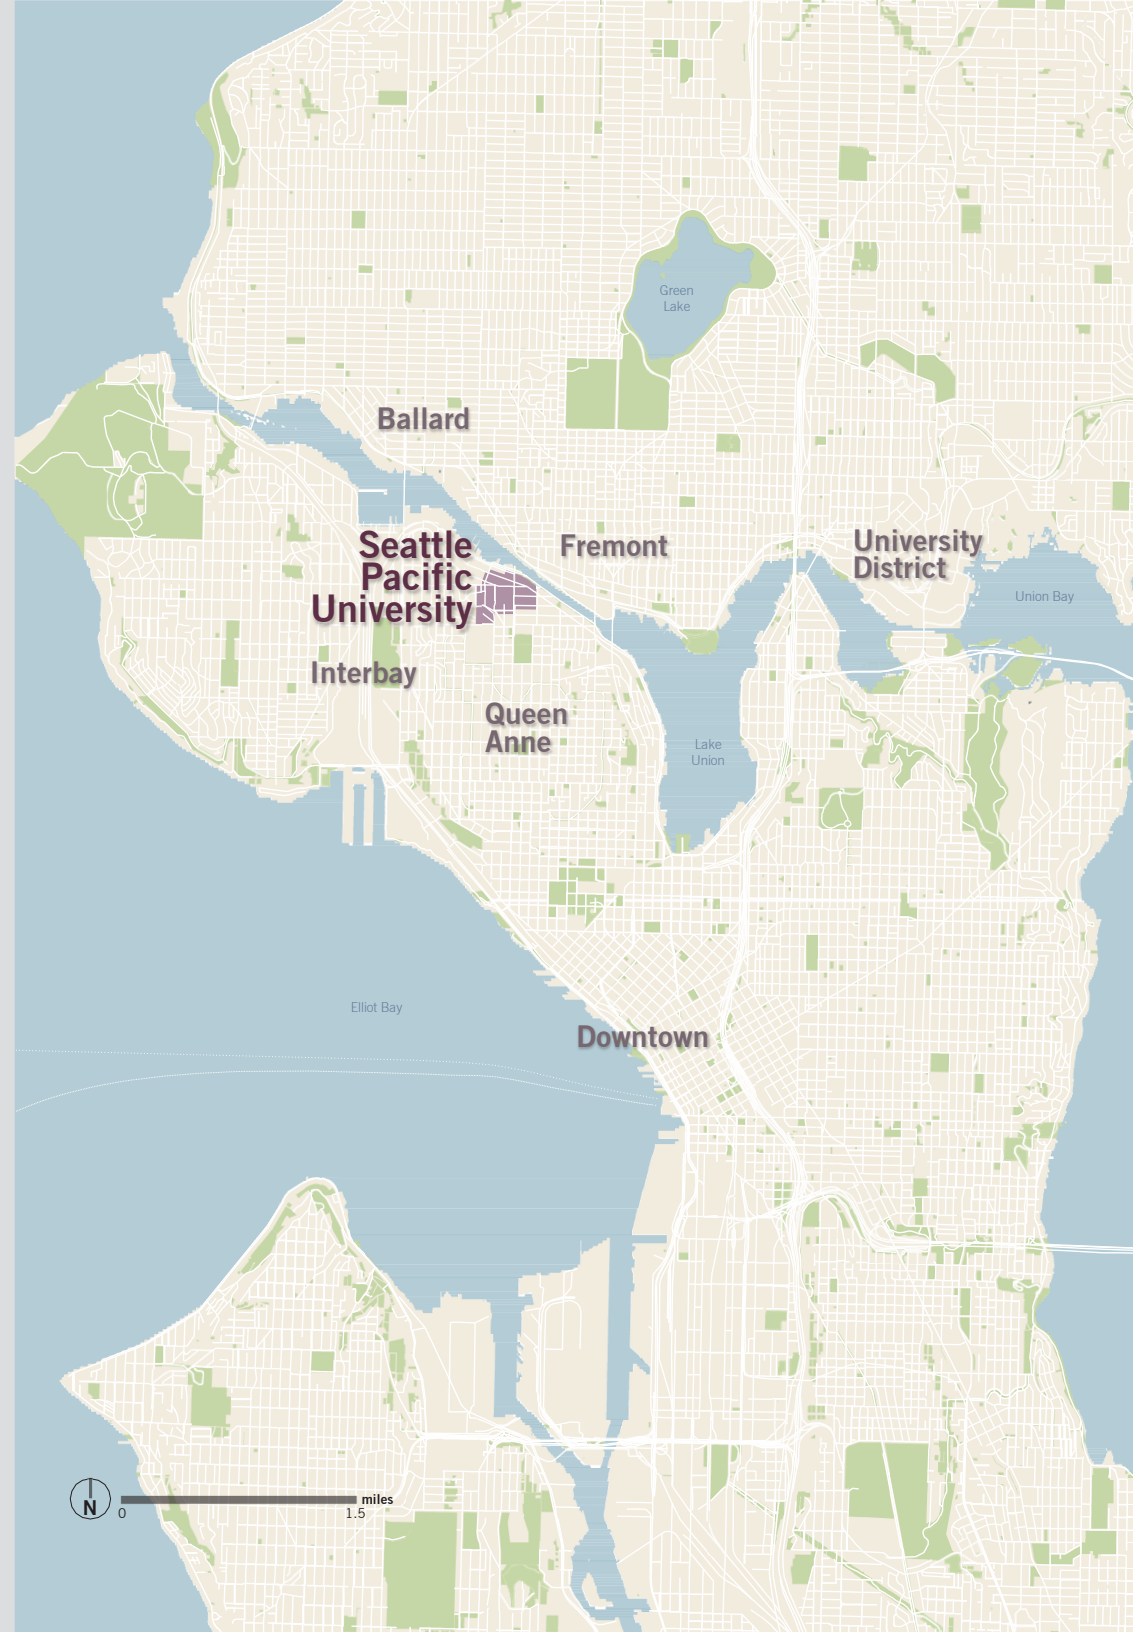 Green
Lake
Ballard
Seattle
Pacific
University
Fremont
University
District
Union Bay
Interbay
Queen
Anne
Lake
Union
Elliot Bay
Downtown
N
miles
0
1.5